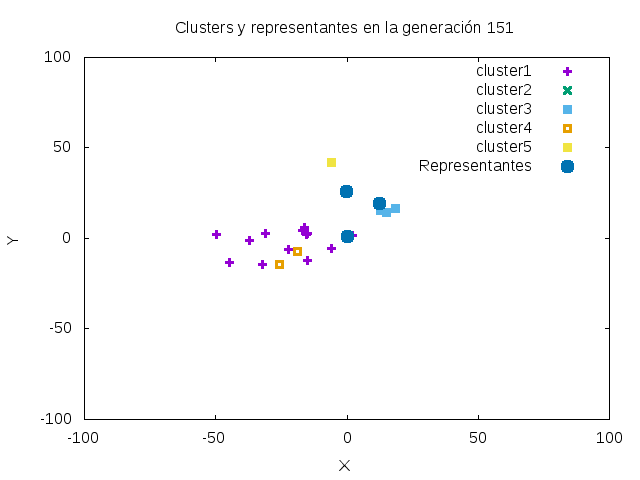 Clusters y representantes en la generación 151
100
50
0
-50
-100
-100
-50
0
50
100
Y
X
cluster1
cluster2
cluster3
cluster4
cluster5
Representantes